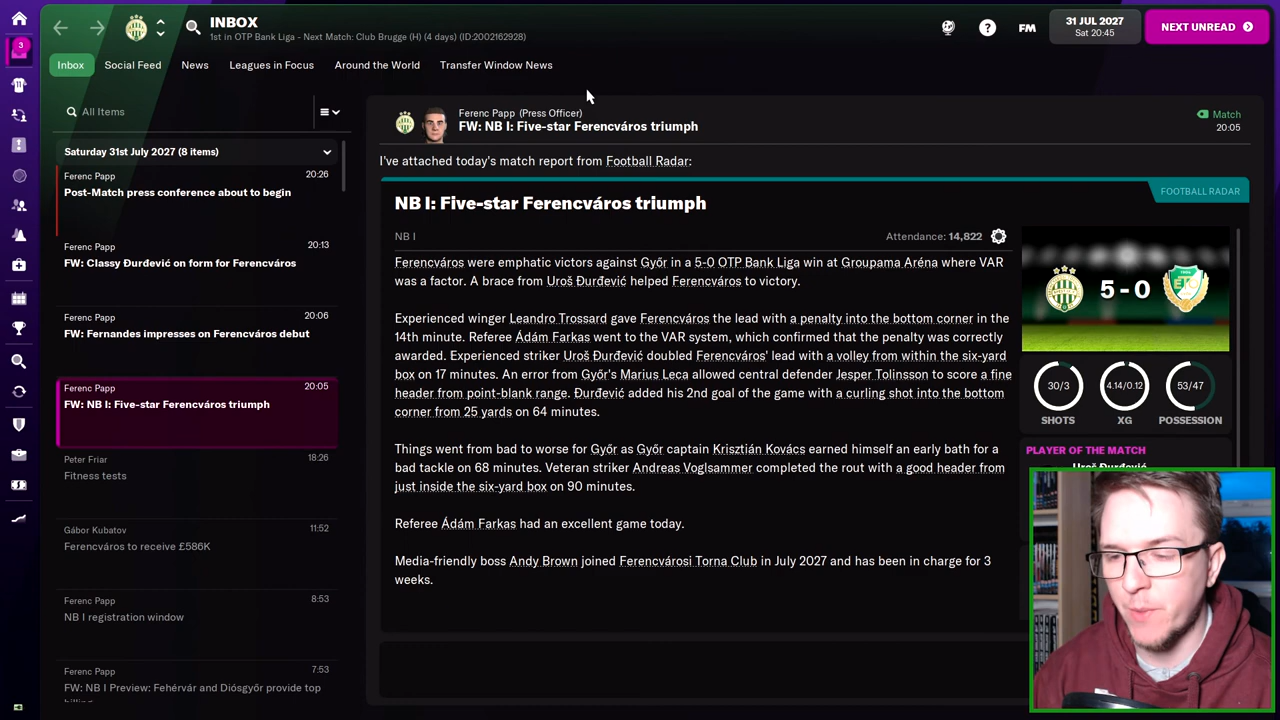 INBOX
1st in OTP Bank Liga - Next Match: Club Brugge (H) (4 days) (ID:2002162928)
?
FM
31 JUL 2027
Sat 20:45
NEXT UNREAD
3
Inbox
Social Feed
News
Leagues in Focus
Around the World
Transfer Window News
All Items
Saturday 31st July 2027 (8 items)
Ferenc Papp 20:26
Post-Match press conference about to begin
Ferenc Papp 20:13
FW: Classy Đurđević on form for Ferencváros
Ferenc Papp 20:06
FW: Fernandes impresses on Ferencváros debut
Ferenc Papp 20:05
FW: NB I: Five-star Ferencváros triumph
Peter Friar 18:26
Fitness tests
Gábor Kubatov 11:52
Ferencváros to receive £586K
Ferenc Papp 8:53
NB I registration window
Ferenc Papp 7:53
FW: NB I Preview: Fehérvár and Diósgyőr provide top
billing
Ferenc Papp (Press Officer)
FW: NB I: Five-star Ferencváros triumph
Match
20:05
I've attached today's match report from Football Radar:
FOOTBALL RADAR
NB I: Five-star Ferencváros triumph
NB I
Attendance: 14,822
Ferencváros were emphatic victors against Győr in a 5-0 OTP Bank Liga win at Groupama Aréna where VAR
was a factor. A brace from Uroš Đurđević helped Ferencváros to victory.
Experienced winger Leandro Trossard gave Ferencváros the lead with a penalty into the bottom corner in the
14th minute. Referee Ádám Farkas went to the VAR system, which confirmed that the penalty was correctly
awarded. Experienced striker Uroš Đurđević doubled Ferencváros' lead with a volley from within the six-yard
box on 17 minutes. An error from Győr's Marius Leca allowed central defender Jesper Tolinsson to score a fine
header from point-blank range. Đurđević added his 2nd goal of the game with a curling shot into the bottom
corner from 25 yards on 64 minutes.
Things went from bad to worse for Győr as Győr captain Krisztián Kovács earned himself an early bath for a
bad tackle on 68 minutes. Veteran striker Andreas Voglsammer completed the rout with a good header from
just inside the six-yard box on 90 minutes.
Referee Ádám Farkas had an excellent game today.
Media-friendly boss Andy Brown joined Ferencvárosi Torna Club in July 2027 and has been in charge for 3
weeks.
5 - 0
30/3
4.14/0.12
53/47
SHOTS
XG
POSSESSION
PLAYER OF THE MATCH
Uroš Đurđević